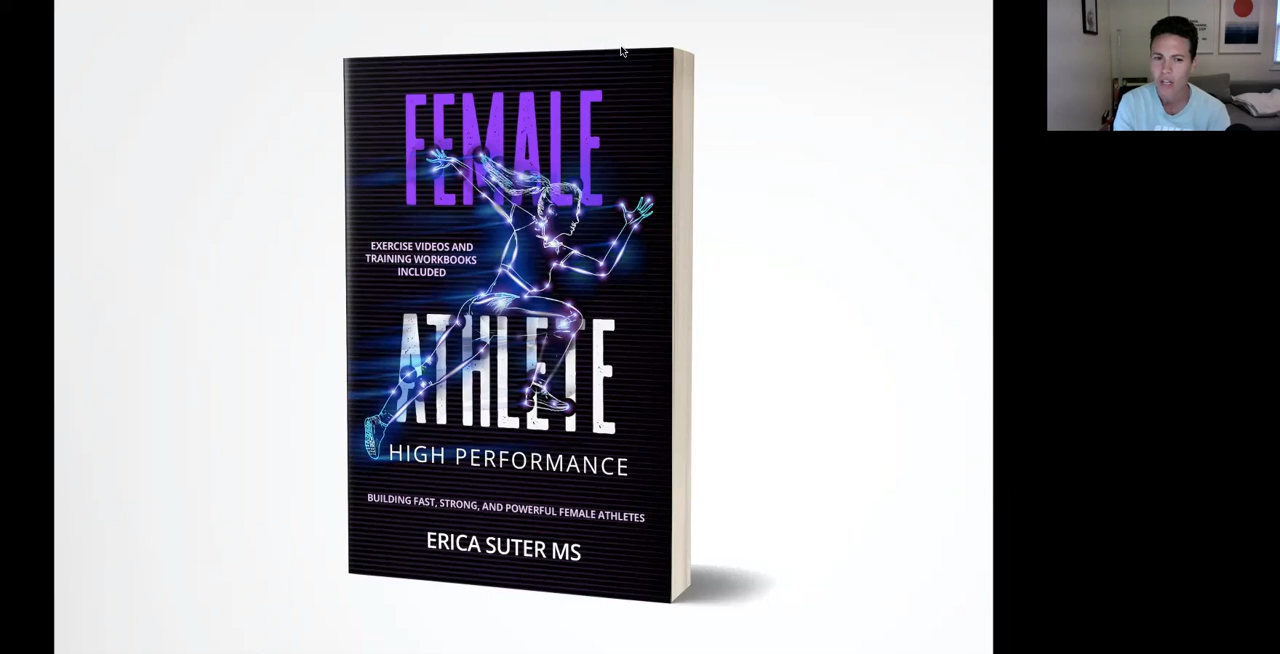 FEMALE
EXERCISE VIDEOS AND
TRAINING WORKBOOKS
INCLUDED
ATHLETE
HIGH PERFORMANCE
BUILDING FAST, STRONG, AND POWERFUL FEMALE ATHLETES
ERICA SUTER MS